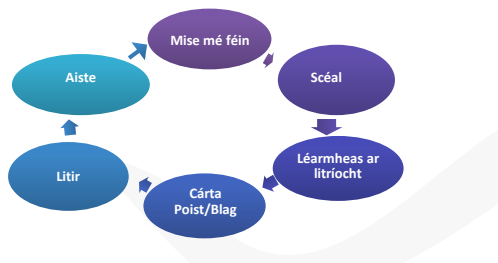 Mise mé féin
Scéal
Léarmheas ar
litríocht
Cárta
Poist/Blag
Litir
Aiste